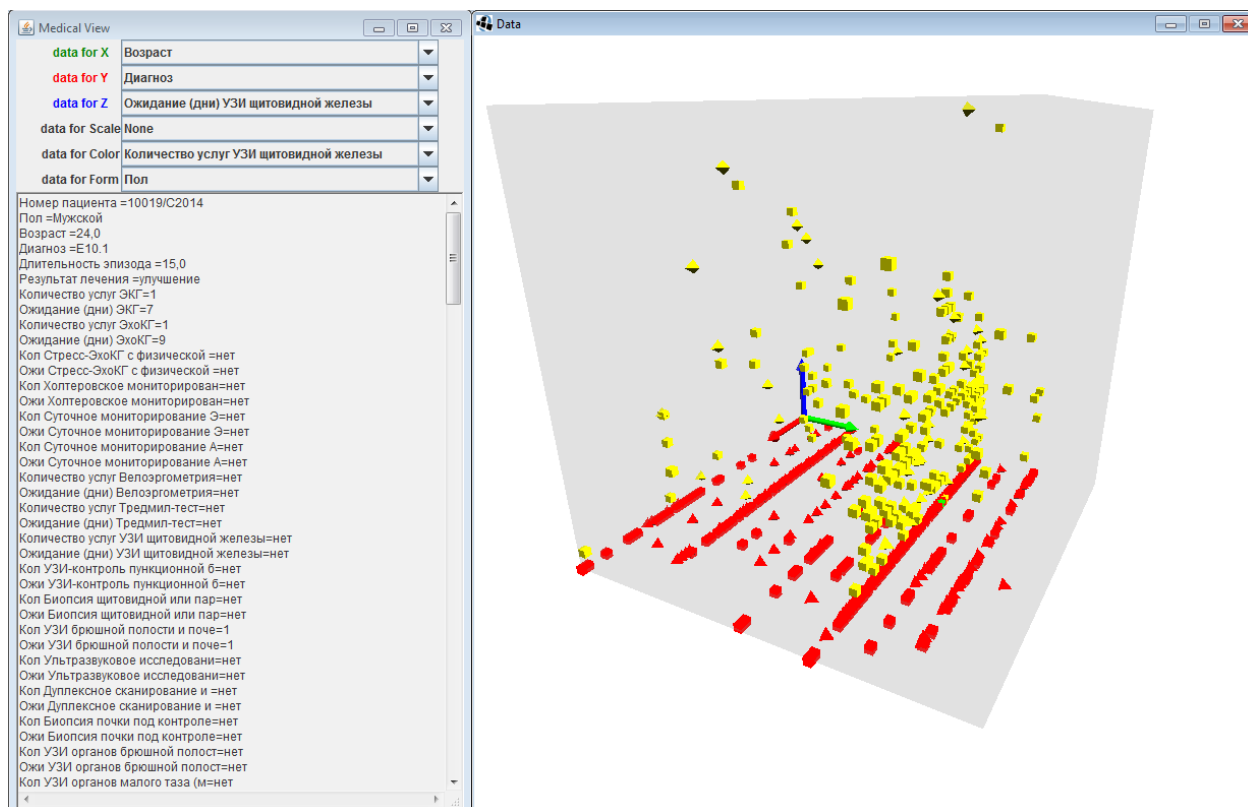 Medical View
data for X Возраст
data for Y Диагноз
data for Z Ожидание (дни) УЗИ щитовидной железы
data for Scale None
data for Color Количество услуг УЗИ щитовидной железы
data for Form Пол
Номер пациента =10019/C2014
Пол =Мужской
Возраст =24,0
Диагноз =E10.1
Длительность эпизода =15,0
Результат лечения =улучшение
Количество услуг ЭКГ=1
Ожидание (дни) ЭКГ=7
Количество услуг ЭхоКГ=1
Ожидание (дни) ЭхоКГ=9
Кол Стресс-ЭхоКГ с физической =нет
Ожи Стресс-ЭхоКГ с физической =нет
Кол Холтеровское мониторирован=нет
Ожи Холтеровское мониторирован=нет
Кол Суточное мониторирование Э=нет
Ожи Суточное мониторирование Э=нет
Кол Суточное мониторирование А=нет
Ожи Суточное мониторирование А=нет
Количество услуг Велоэргометрия=нет
Ожидание (дни) Велоэргометрия=нет
Количество услуг Тредмил-тест=нет
Ожидание (дни) Тредмил-тест=нет
Количество услуг УЗИ щитовидной железы=нет
Ожидание (дни) УЗИ щитовидной железы=нет
Кол УЗИ-контроль пункционной б=нет
Ожи УЗИ-контроль пункционной б=нет
Кол Биопсия щитовидной или пар=нет
Ожи Биопсия щитовидной или пар=нет
Кол УЗИ брюшной полости и поче=1
Ожи УЗИ брюшной полости и поче=1
Кол Ультразвуковое исследовани=нет
Ожи Ультразвуковое исследовани=нет
Кол Дуплексное сканирование и =нет
Ожи Дуплексное сканирование и =нет
Кол Биопсия почки под контроле=нет
Ожи Биопсия почки под контроле=нет
Кол УЗИ органов брюшной полост=нет
Ожи УЗИ органов брюшной полост=нет
Кол УЗИ органов малого таза (м=нет
Data